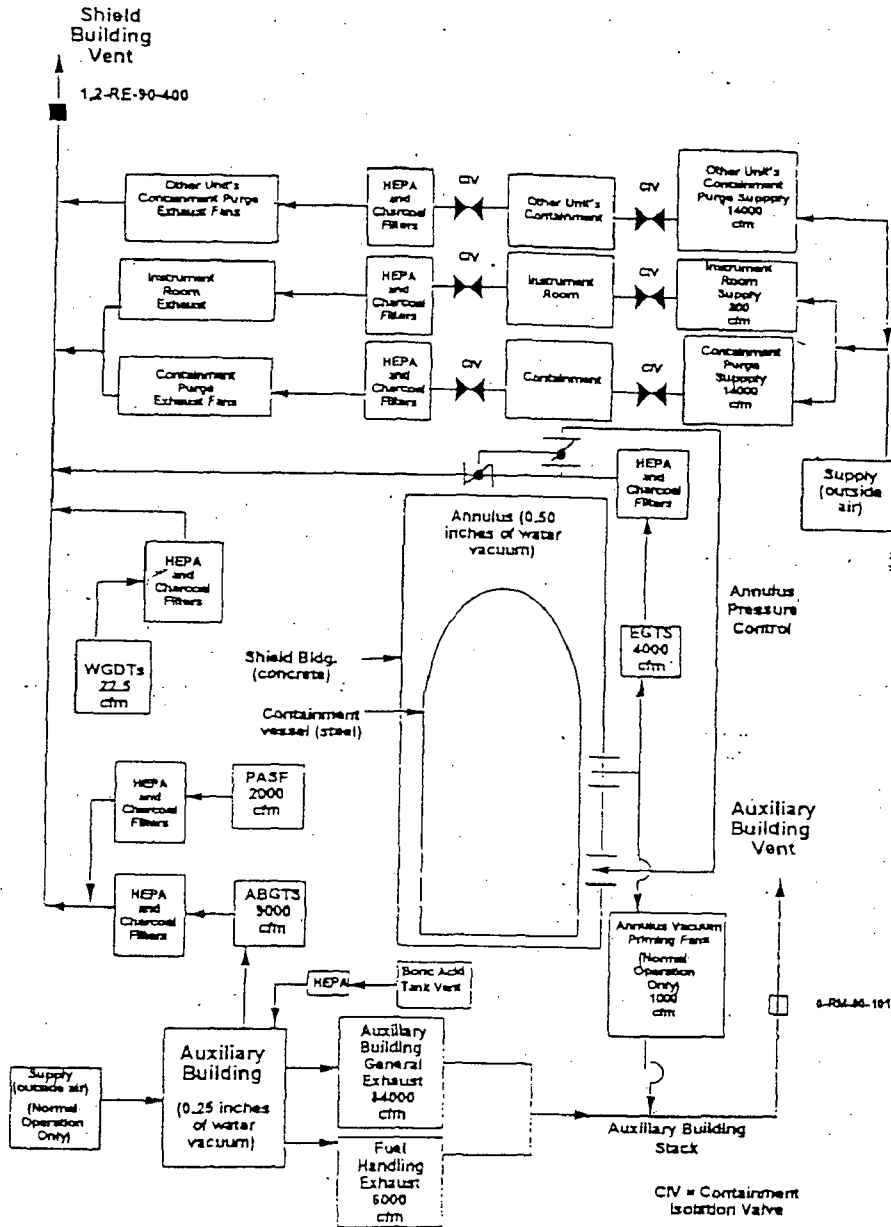 Shield
Building
Vent
1,2-RE-90-400
Other Unit's
Containment Purge
Exhaust Fans
HEPA
and
Charcoal
Filters
CIV
Other Unit's
Containment
CIV
Other Unit's
Containment
Purge Suppply
14000
cfm
Instrument
Room
Exhaust
HEPA
and
Charcoal
Filters
CIV
Instrument
Room
CIV
Instrument
Room
Supply
cfm
Containment
Purge
Exhaust Fans
HEPA
and
Charcoal
Filters
CIV
Containment
CIV
Containment
Purge
Suppply
14000
cfm
HEPA
and
Charcoal
Filters
Supply
(outside
air)
Annulus (0.50
inches of water
vacuum)
HEPA
and
Charcoal
Filters
Annulus
Pressure
Control
EGTS
4000
cfm
WGDTs
22.5
cfm
Shield Bldg.
(concrete)
Containment
vessel (steel)
HEPA
and
Charcoal
Filters
PASF
2000
cfm
Auxiliary
Building
Vent
HEPA
and
Charcoal
Filters
ABGTS
9000
cfm
Annulus Vacuum
Priming Fans
(Normal
Operation
Only)
1000
cfm
HEPA
Boric Acid
Tank Vent
Supply
(outside air)
(Normal
Operation
Only)
Auxiliary
Building
(0.25 inches
of water
vacuum)
Auxiliary
Building
General
Exhaust
84000
cfm
Fuel
Handling
Exhaust
6000
cfm
Auxiliary Building
Stack
CIV = Containment
Isolation Valve